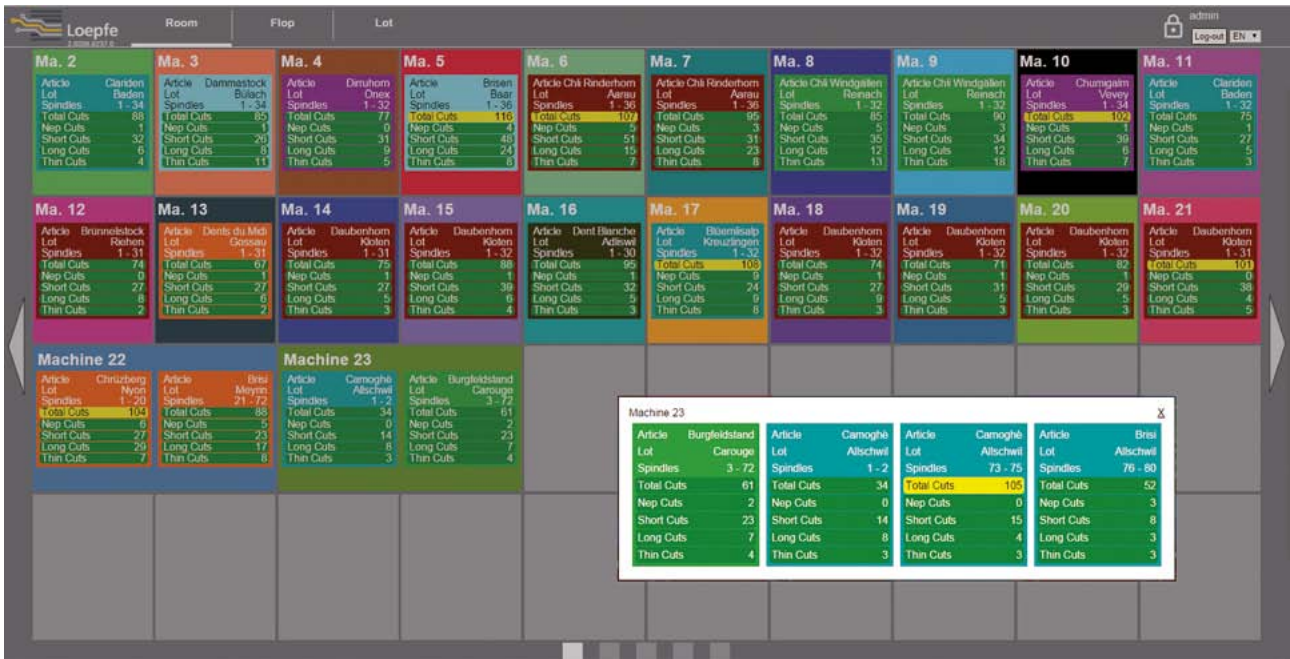 Loepfe
Room Flop Lot
admin
Log-out EN
Ma. 2
Article Clariden
Lot Baden
Spindles 1 - 34
Total Cuts 88
Nep Cuts 1
Short Cuts 32
Long Cuts 6
Thin Cuts 4
Ma. 3
Article Dammastock
Lot Bülach
Spindles 1 - 34
Total Cuts 85
Nep Cuts 1
Short Cuts 26
Long Cuts 8
Thin Cuts 11
Ma. 4
Article Dirruhorn
Lot Onex
Spindles 1 - 32
Total Cuts 77
Nep Cuts 0
Short Cuts 31
Long Cuts 9
Thin Cuts 5
Ma. 5
Article Brisen
Lot Baar
Spindles 1 - 36
Total Cuts 116
Nep Cuts 4
Short Cuts 48
Long Cuts 24
Thin Cuts 8
Ma. 6
Article Chli Rinderhorn
Lot Aarau
Spindles 1 - 36
Total Cuts 107
Nep Cuts 5
Short Cuts 51
Long Cuts 15
Thin Cuts 7
Ma. 7
Article Chli Rinderhorn
Lot Aarau
Spindles 1 - 36
Total Cuts 95
Nep Cuts 3
Short Cuts 31
Long Cuts 23
Thin Cuts 8
Ma. 8
Article Chli Windgällen
Lot Reinach
Spindles 1 - 32
Total Cuts 85
Nep Cuts 5
Short Cuts 35
Long Cuts 12
Thin Cuts 13
Ma. 9
Article Chli Windgällen
Lot Reinach
Spindles 1 - 32
Total Cuts 90
Nep Cuts 3
Short Cuts 34
Long Cuts 12
Thin Cuts 18
Ma. 10
Article Chumigalm
Lot Vevey
Spindles 1 - 34
Total Cuts 102
Nep Cuts 1
Short Cuts 39
Long Cuts 6
Thin Cuts 7
Ma. 11
Article Clariden
Lot Baden
Spindles 1 - 32
Total Cuts 75
Nep Cuts 1
Short Cuts 27
Long Cuts 5
Thin Cuts 3
Ma. 12
Article Brünnelistock
Lot Riehen
Spindles 1 - 31
Total Cuts 74
Nep Cuts 0
Short Cuts 27
Long Cuts 8
Thin Cuts 2
Ma. 13
Article Dents du Midi
Lot Gossau
Spindles 1 - 31
Total Cuts 67
Nep Cuts 1
Short Cuts 27
Long Cuts 6
Thin Cuts 2
Ma. 14
Article Daubenhorn
Lot Kloten
Spindles 1 - 31
Total Cuts 75
Nep Cuts 1
Short Cuts 27
Long Cuts 5
Thin Cuts 3
Ma. 15
Article Daubenhorn
Lot Kloten
Spindles 1 - 32
Total Cuts 88
Nep Cuts 1
Short Cuts 39
Long Cuts 6
Thin Cuts 4
Ma. 16
Article Dent Blanche
Lot Adliswil
Spindles 1 - 30
Total Cuts 95
Nep Cuts 1
Short Cuts 32
Long Cuts 5
Thin Cuts 3
Ma. 17
Article Blüemlisalp
Lot Kreuzlingen
Spindles 1 - 32
Total Cuts 108
Nep Cuts 9
Short Cuts 24
Long Cuts 9
Thin Cuts 8
Ma. 18
Article Daubenhorn
Lot Kloten
Spindles 1 - 32
Total Cuts 74
Nep Cuts 1
Short Cuts 27
Long Cuts 9
Thin Cuts 3
Ma. 19
Article Daubenhorn
Lot Kloten
Spindles 1 - 32
Total Cuts 71
Nep Cuts 1
Short Cuts 31
Long Cuts 5
Thin Cuts 3
Ma. 20
Article Daubenhorn
Lot Kloten
Spindles 1 - 32
Total Cuts 82
Nep Cuts 1
Short Cuts 29
Long Cuts 5
Thin Cuts 3
Ma. 21
Article Daubenhorn
Lot Kloten
Spindles 1 - 31
Total Cuts 101
Nep Cuts 0
Short Cuts 38
Long Cuts 4
Thin Cuts 5
Machine 22
Article Chrüzberg
Lot Nyon
Spindles 1 - 20
Total Cuts 104
Nep Cuts 6
Short Cuts 27
Long Cuts 29
Thin Cuts 7
Article Brisi
Lot Meyrin
Spindles 21 - 72
Total Cuts 88
Nep Cuts 5
Short Cuts 23
Long Cuts 17
Thin Cuts 8
Machine 23
Article Camoghè
Lot Allschwil
Spindles 1 - 2
Total Cuts 34
Nep Cuts 0
Short Cuts 14
Long Cuts 8
Thin Cuts 3
Article Burgfeldstand
Lot Carouge
Spindles 3 - 72
Total Cuts 61
Nep Cuts 2
Short Cuts 23
Long Cuts 7
Thin Cuts 4
Machine 23 X
Article Burgfeldstand
Lot Carouge
Spindles 3 - 72
Total Cuts 61
Nep Cuts 2
Short Cuts 23
Long Cuts 7
Thin Cuts 4
Article Camoghè
Lot Allschwil
Spindles 1 - 2
Total Cuts 34
Nep Cuts 0
Short Cuts 14
Long Cuts 8
Thin Cuts 3
Article Camoghè
Lot Allschwil
Spindles 73 - 75
Total Cuts 105
Nep Cuts 0
Short Cuts 15
Long Cuts 4
Thin Cuts 3
Article Brisi
Lot Allschwil
Spindles 76 - 80
Total Cuts 52
Nep Cuts 3
Short Cuts 8
Long Cuts 3
Thin Cuts 3